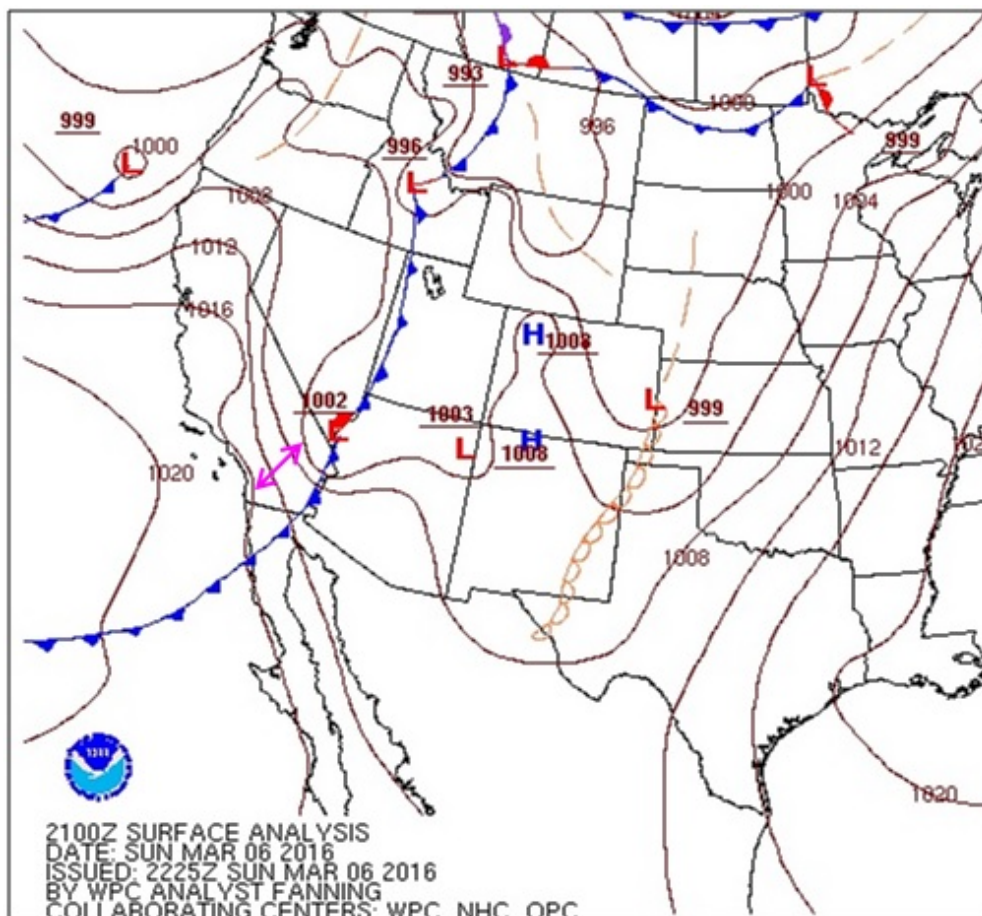 993
L
L
1000
999
1000
L
996
996
L
999
1000
1004
1008
1012
1016
H
1008
1002
L
1003
L
999
L
H
1008
1012
1020
1008
1020
2100Z SURFACE ANALYSIS
DATE: SUN MAR 06 2016
ISSUED: 2225Z SUN MAR 06 2016
BY WPC ANALYST FANNING
COLLABORATING CENTERS: WPC, NHC, OPC